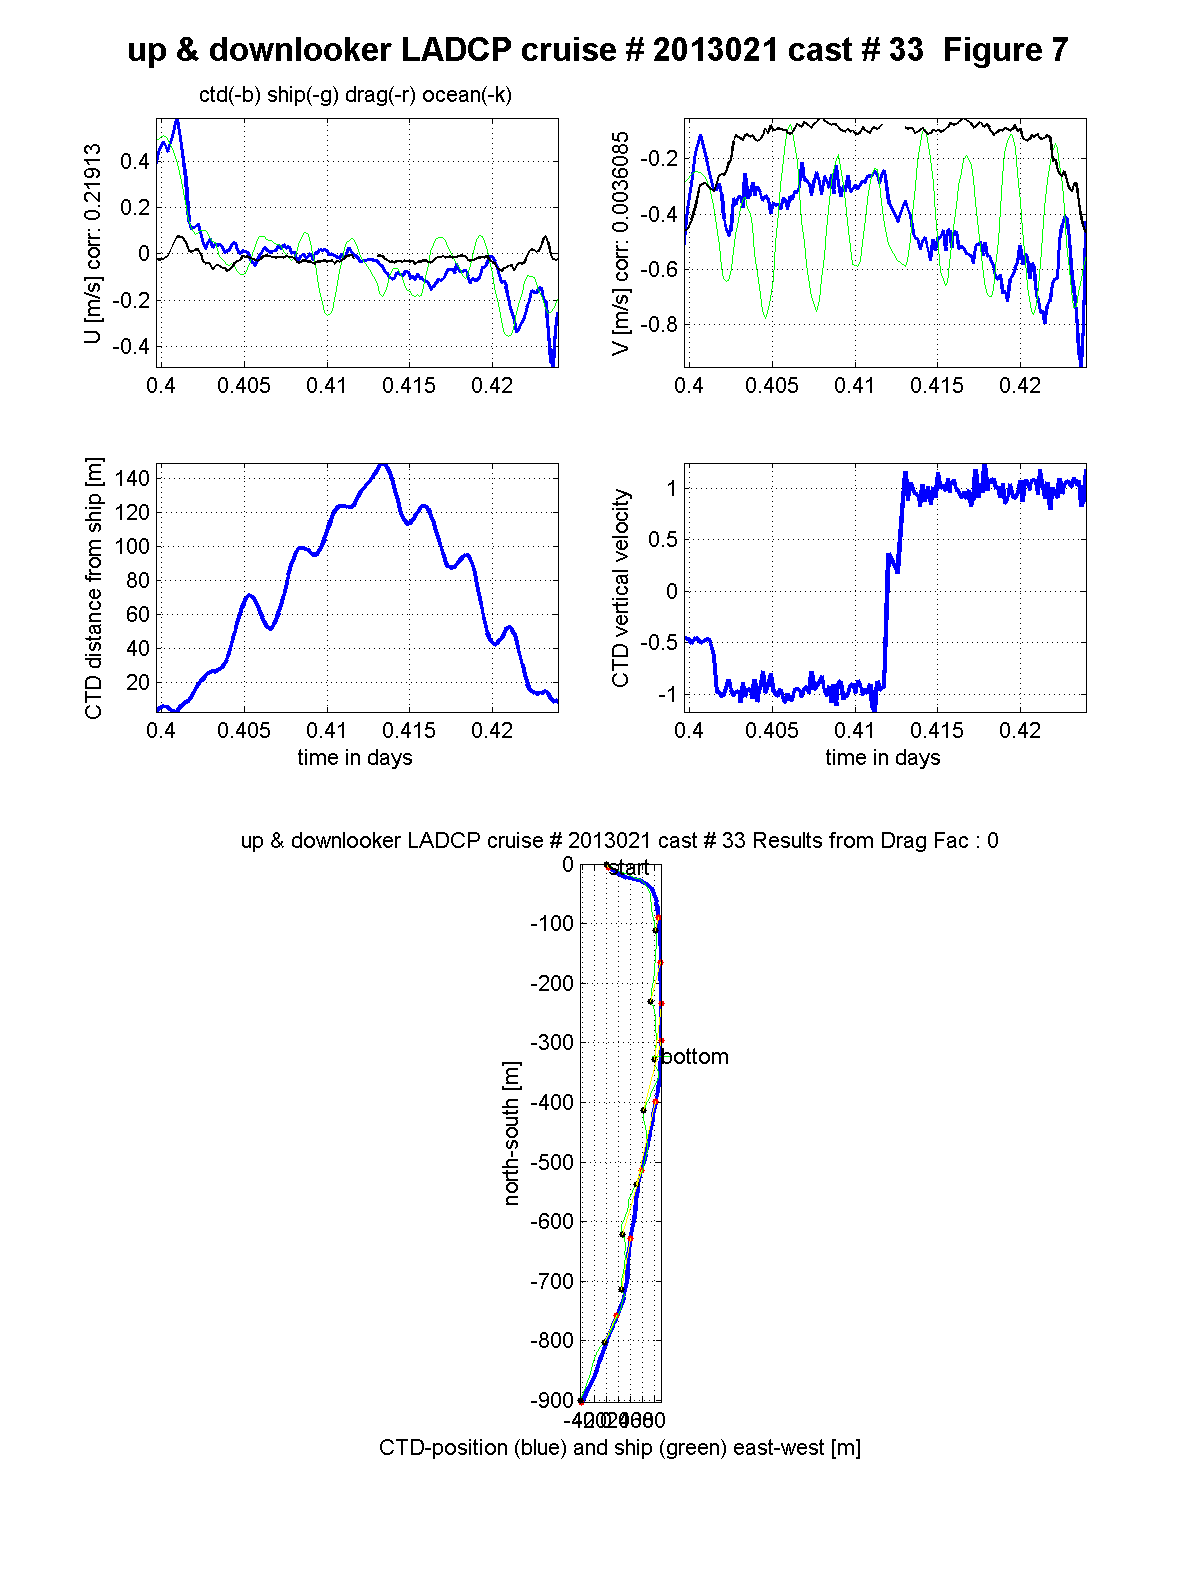 up & downlooker LADCP cruise # 2013021 cast # 33  Figure 7
ctd(-b) ship(-g) drag(-r) ocean(-k)
U [m/s] corr: 0.21913
0.4
0.2
0
-0.2
-0.4
0.4 0.405 0.41 0.415 0.42
V [m/s] corr: 0.0036085
-0.2
-0.4
-0.6
-0.8
0.4 0.405 0.41 0.415 0.42
CTD distance from ship [m]
140
120
100
80
60
40
20
0.4 0.405 0.41 0.415 0.42
time in days
CTD vertical velocity
1
0.5
0
-0.5
-1
0.4 0.405 0.41 0.415 0.42
time in days
up & downlooker LADCP cruise # 2013021 cast # 33 Results from Drag Fac : 0
north-south [m]
0
-100
-200
-300
-400
-500
-600
-700
-800
-900
start
bottom
CTD-position (blue) and ship (green) east-west [m]